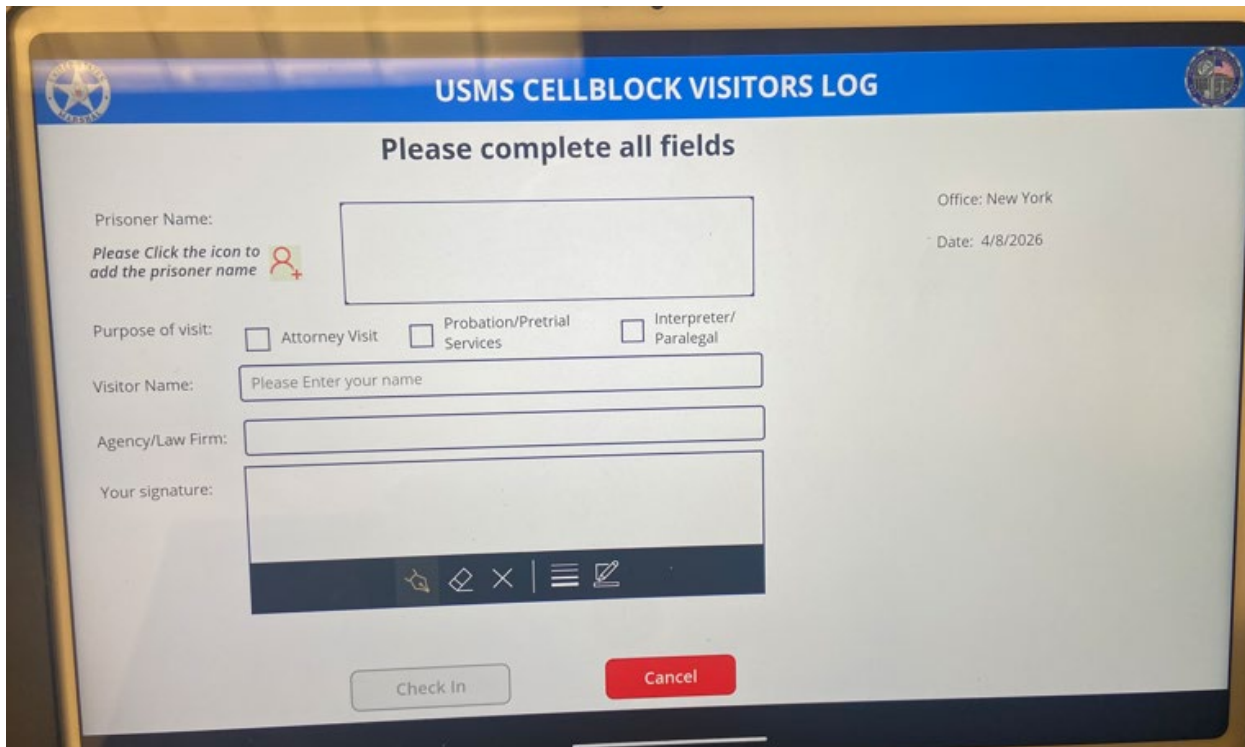 USMS CELLBLOCK VISITORS LOG
Please complete all fields
Office: New York
Date: 4/8/2026
Prisoner Name:
Please Click the icon to
add the prisoner name
Purpose of visit:
Attorney Visit
Probation/Pretrial
Services
Interpreter/
Paralegal
Visitor Name:
Please Enter your name
Agency/Law Firm:
Your signature:
Check In
Cancel